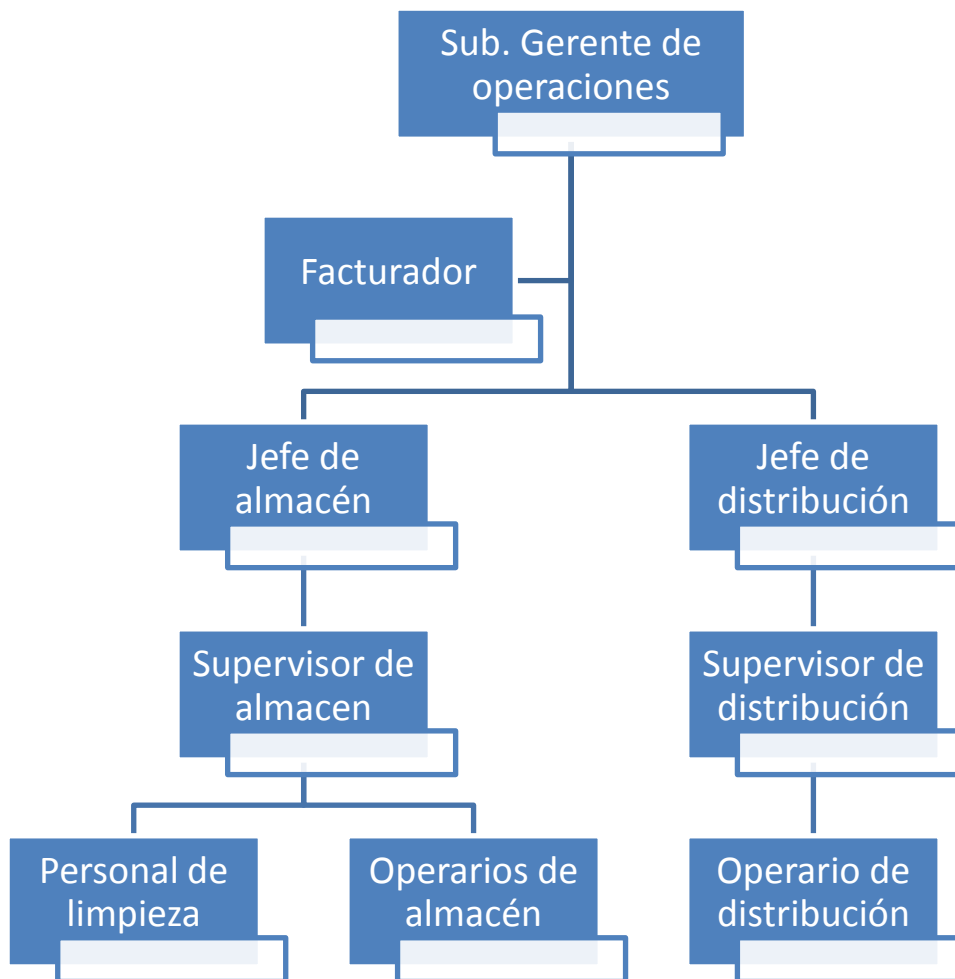 Sub. Gerente de
operaciones
Facturador
Jefe de
almacén
Jefe de
distribución
Supervisor de
almacen
Supervisor de
distribución
Personal de
limpieza
Operarios de
almacén
Operario de
distribución